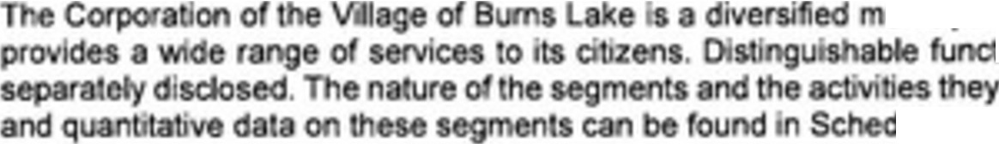 The Corporation of the Village of Burns Lake is a diversified m
provides a wide range of services to its citizens. Distinguishable funct
separately disclosed. The nature of the segments and the activities they
and quantitative data on these segments can be found in Sched